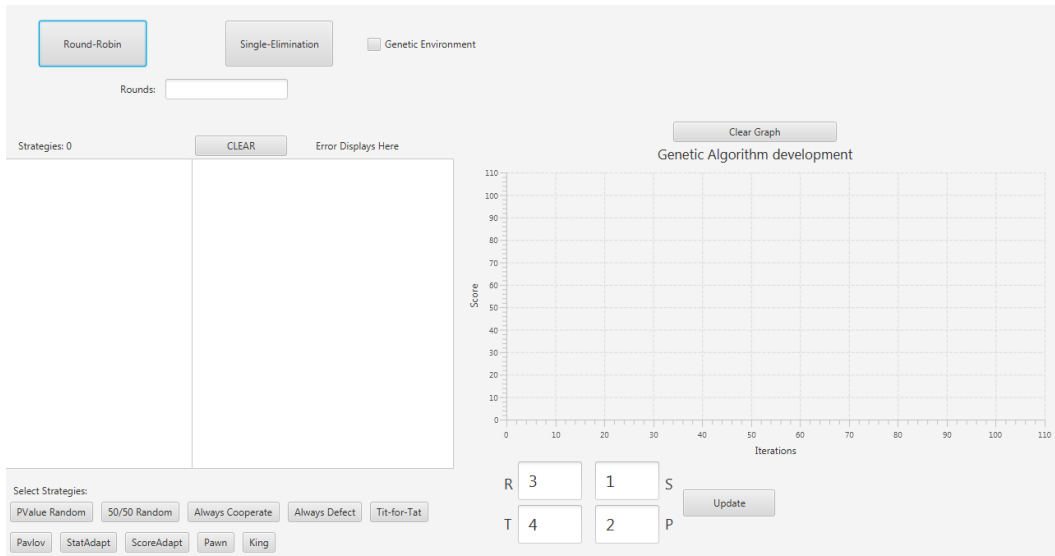 Round-Robin Single-Elimination Genetic Environment
Rounds:
Clear Graph
Strategies: 0 CLEAR Error Displays Here
Genetic Algorithm development
110
100
90
80
70
60
50
40
30
20
10
0
Score
0 10 20 30 40 50 60 70 80 90 100 110
Iterations
R 3 1 S
T 4 2 P
Update
Select Strategies:
PValue Random 50/50 Random Always Cooperate Always Defect Tit-for-Tat
Pavlov StatAdapt ScoreAdapt Pawn King